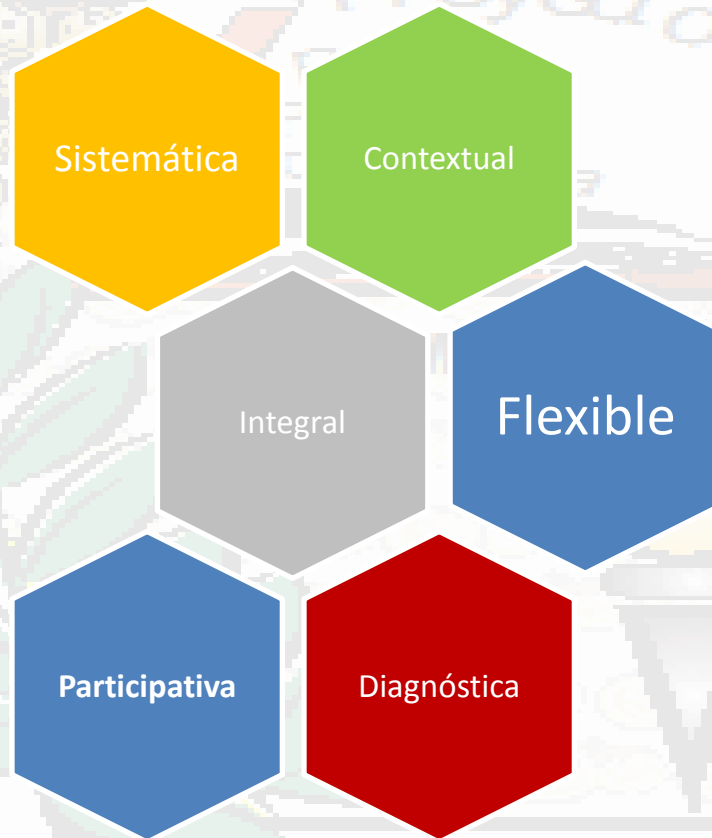 Sistemática
Contextual
Integral
Flexible
Participativa
Diagnóstica